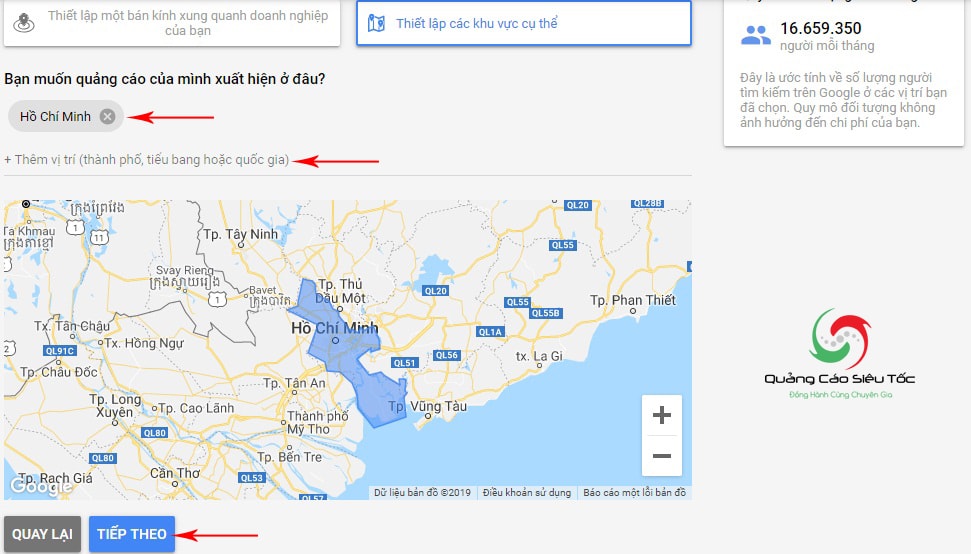 Thiết lập một bán kính xung quanh doanh nghiệp
của bạn
Thiết lập các khu vực cụ thể
16.659.350
người mỗi tháng
Đây là ước tính về số lượng người
tìm kiếm trên Google ở các vị trí bạn
đã chọn. Quy mô đối tượng không
ảnh hưởng đến chi phí của bạn.
Bạn muốn quảng cáo của mình xuất hiện ở đâu?
Hồ Chí Minh
+ Thêm vị trí (thành phố, tiểu bang hoặc quốc gia)
QL20
QL28B
Ta Khmau
1
11
Tp. Tây Ninh
QL55
Svay Rieng
Bavet
1
Tp. Thủ
Dầu Một
QL20
QL55
QL55B
Tp. Phan Thiết
Hồ Chí Minh
QL1A
Tx. Tân Châu
Tx. Hồng Ngự
QL91C
QL51
QL56
tx. La Gi
Tp. Châu Đốc
Tp. Tân An
Tp. Long
Xuyên
Tp. Cao Lãnh
Thành phố
Mỹ Tho
Tp. Vũng Tàu
QL80
QL80
Tp. Bến Tre
Tp. Rạch Giá
Cần Thơ
QL53
QL57
Google
Dữ liệu bản đồ ©2019
Điều khoản sử dụng
Báo cáo một lỗi bản đồ
Quảng Cáo Siêu Tốc
Đồng Hành Cùng Chuyên Gia
QUAY LẠI
TIẾP THEO